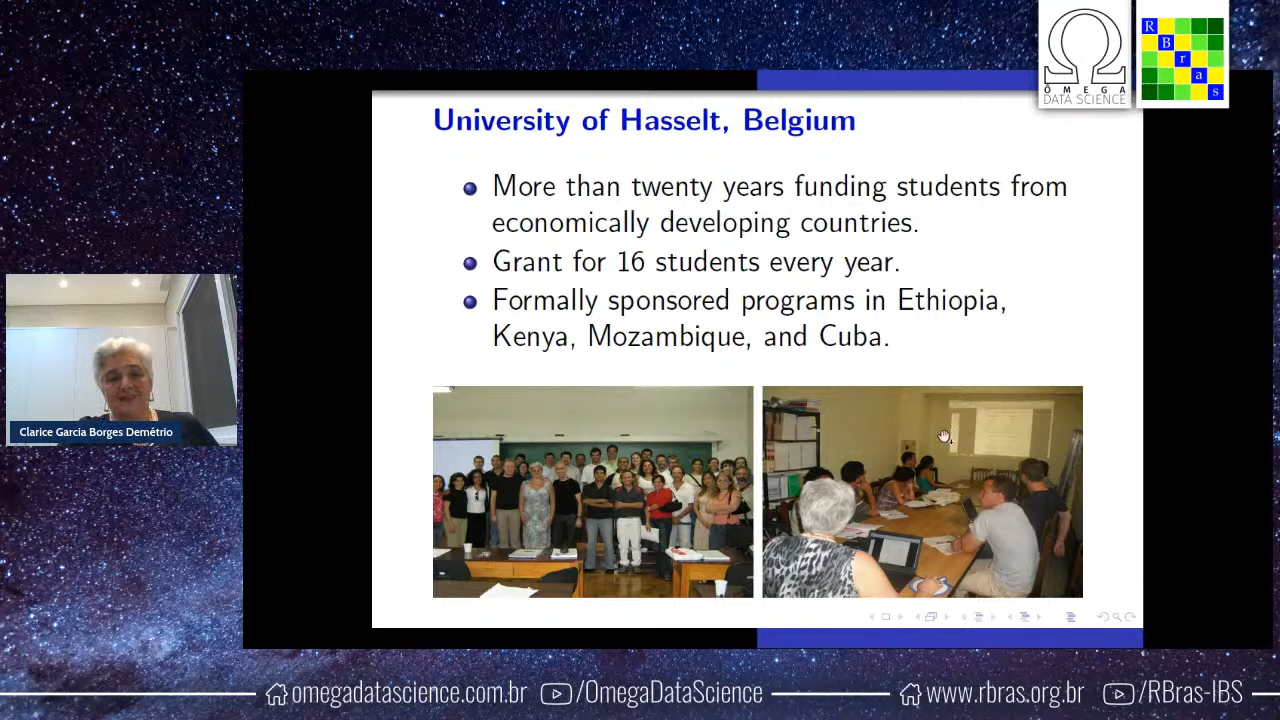 OMEGA
DATA SCIENCE
R
B
r
a
s
University of Hasselt, Belgium
More than twenty years funding students from
economically developing countries.
Grant for 16 students every year.
Formally sponsored programs in Ethiopia,
Kenya, Mozambique, and Cuba.
Clarice Garcia Borges Demétrio
omegadatascience.com.br /OmegaDataScience www.rbras.org.br /RBras-IBS